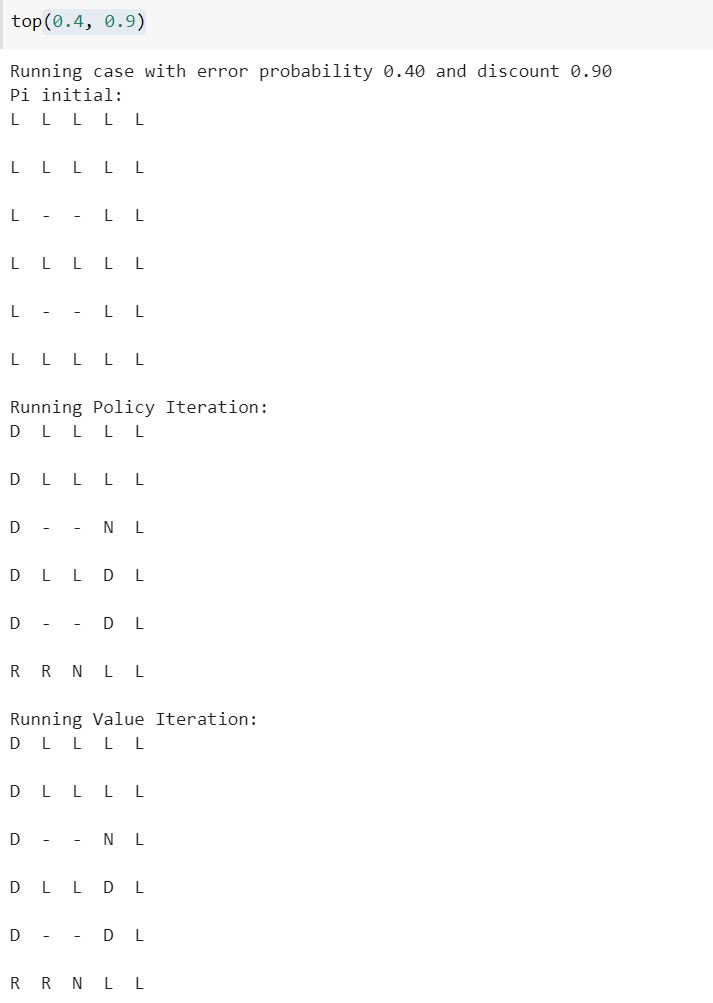 top(0.4, 0.9)
Running case with error probability 0.40 and discount 0.90
Pi initial:
L  L  L  L  L
L  L  L  L  L
L  -  -  L  L
L  L  L  L  L
L  -  -  L  L
L  L  L  L  L
Running Policy Iteration:
D  L  L  L  L
D  L  L  L  L
D  -  -  N  L
D  L  L  D  L
D  -  -  D  L
R  R  N  L  L
Running Value Iteration:
D  L  L  L  L
D  L  L  L  L
D  -  -  N  L
D  L  L  D  L
D  -  -  D  L
R  R  N  L  L